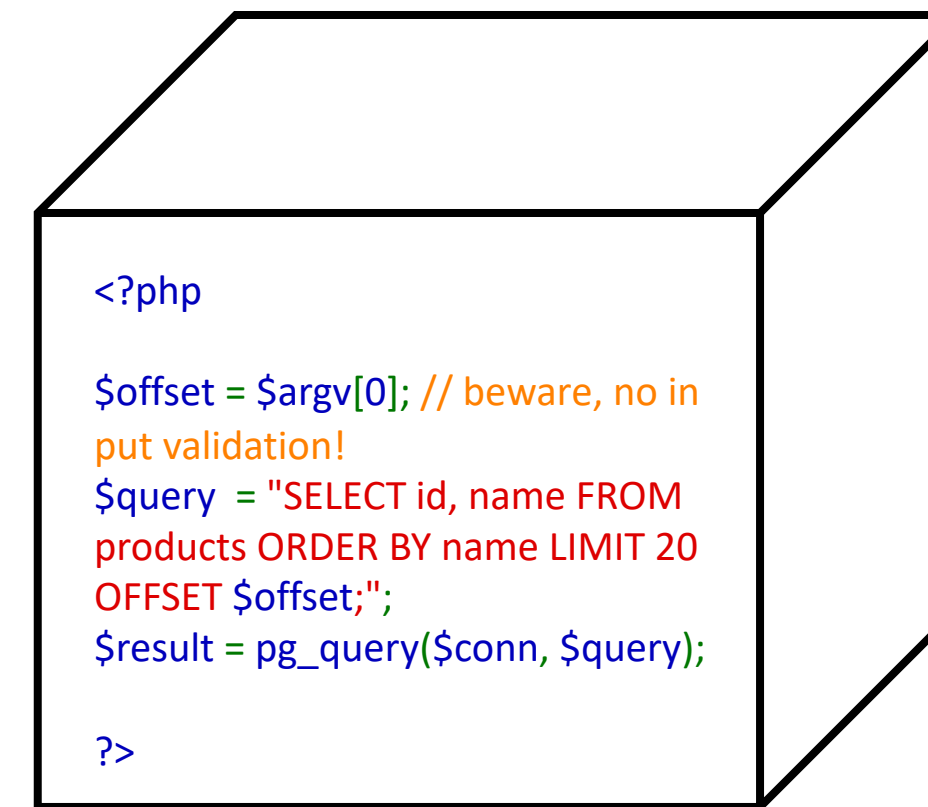 <?php
$offset = $argv[0]; // beware, no in
put validation!
$query  = "SELECT id, name FROM
products ORDER BY name LIMIT 20
OFFSET $offset;";
$result = pg_query($conn, $query);
?>